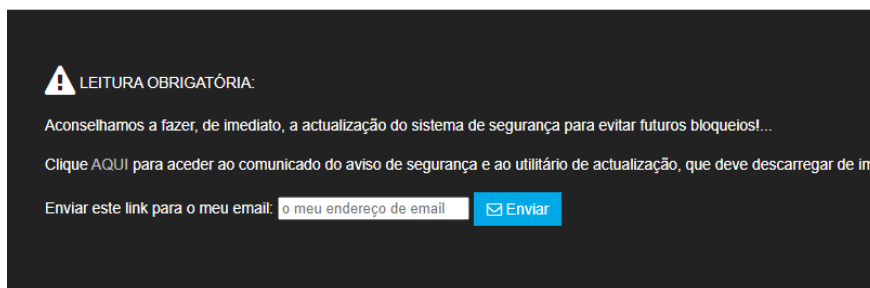 LEITURA OBRIGATÓRIA:
Aconselhamos a fazer, de imediato, a actualização do sistema de segurança para evitar futuros bloqueios!...
Clique AQUI para aceder ao comunicado do aviso de segurança e ao utilitário de actualização, que deve descarregar de
Enviar este link para o meu email: o meu endereço de email Enviar